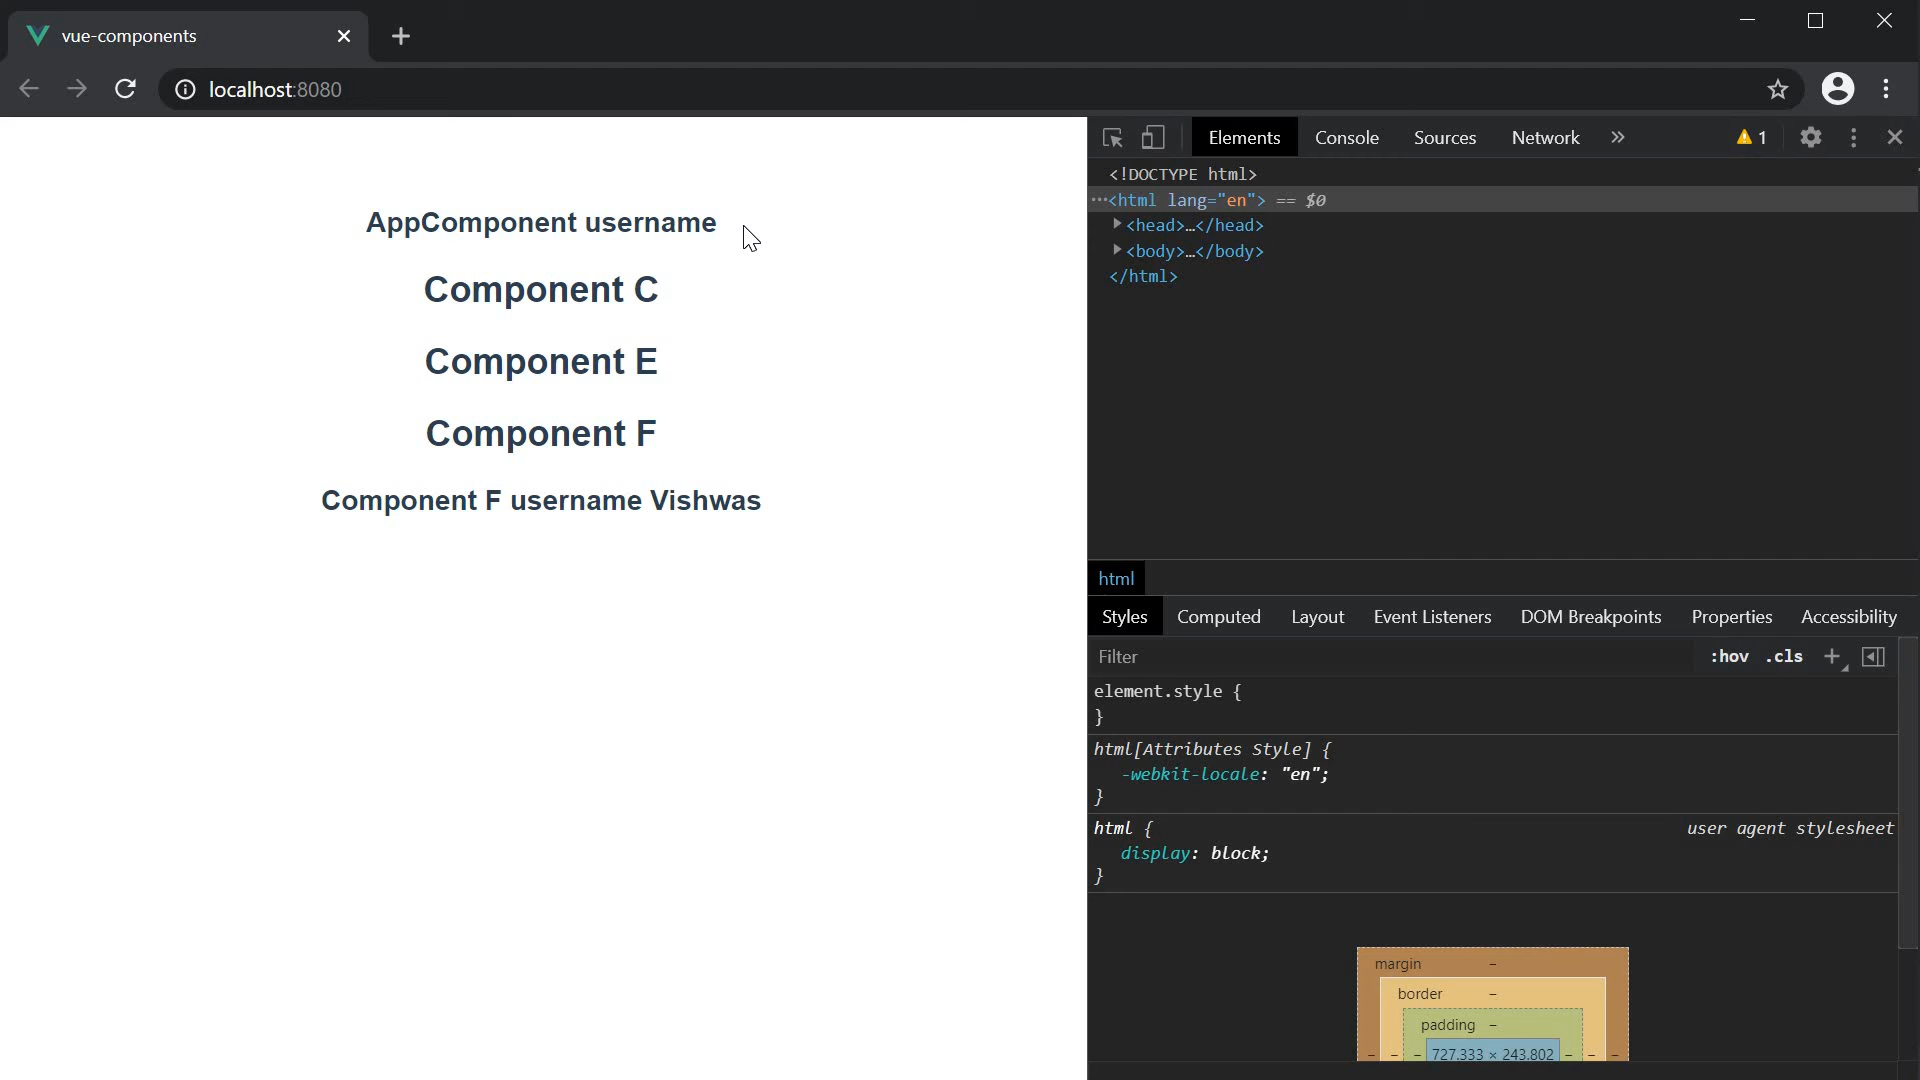 vue-components
localhost:8080
AppComponent username
Component C
Component E
Component F
Component F username Vishwas
Elements Console Sources Network » 1
<!DOCTYPE html>
…<html lang="en"> == $0
<head>…</head>
<body>…</body>
</html>
html
Styles Computed Layout Event Listeners DOM Breakpoints Properties Accessibility
Filter :hov .cls +
element.style {
}
html[Attributes Style] {
-webkit-locale: "en";
}
html { user agent stylesheet
display: block;
}
margin –
border –
padding –
– – – 727.333 × 243.802 – – –